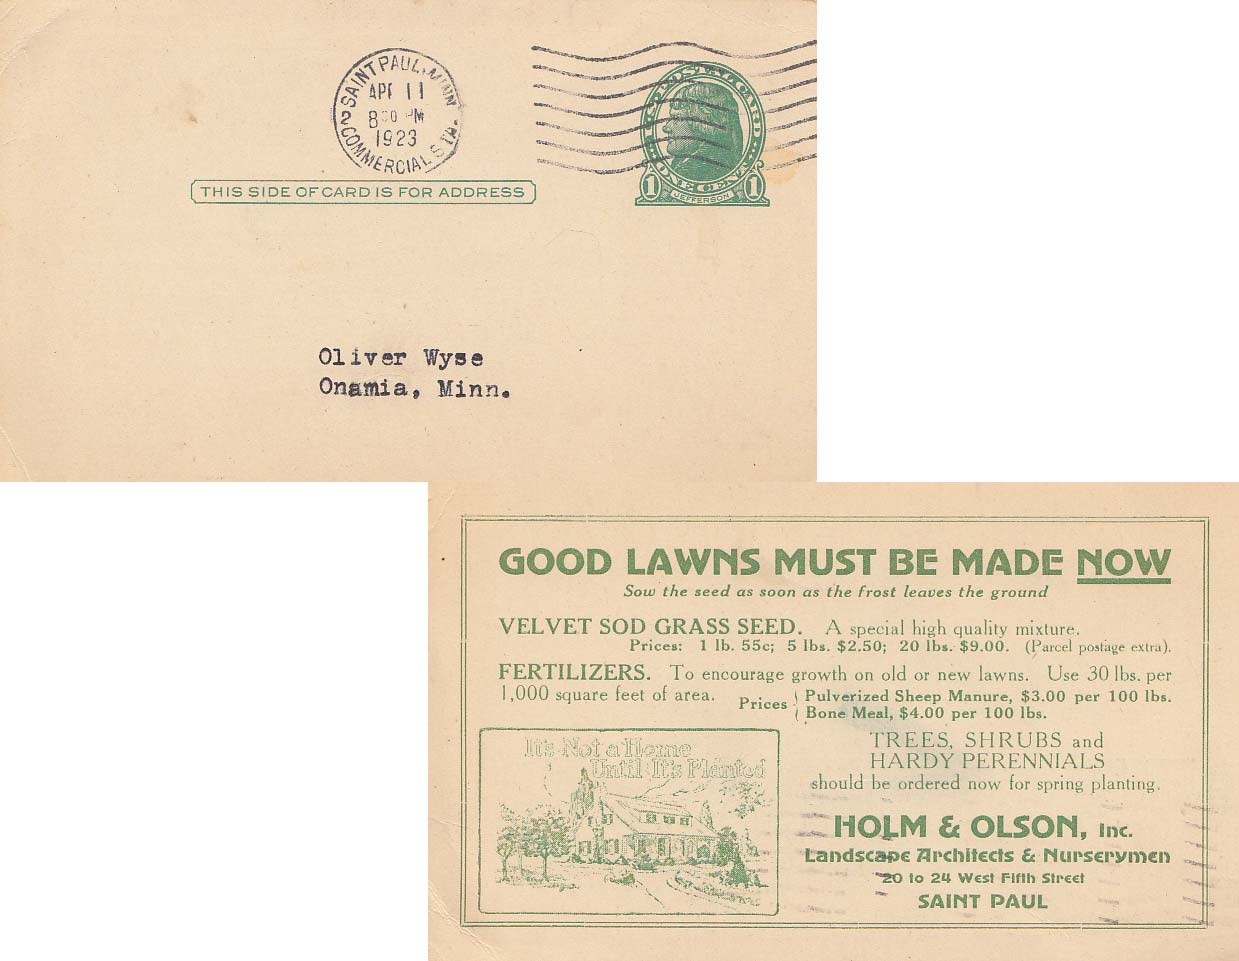 SAINT PAUL, MINN
APR 11
8 30 PM
1923
2 COMMERCIAL STA.
U.S. POSTAL CARD
ONE CENT
1 1
JEFFERSON
THIS SIDE OF CARD IS FOR ADDRESS
Oliver Wyse
Onamia, Minn.
GOOD LAWNS MUST BE MADE NOW
Sow the seed as soon as the frost leaves the ground
VELVET SOD GRASS SEED. A special high quality mixture.
Prices: 1 lb. 55c; 5 lbs. $2.50; 20 lbs. $9.00. (Parcel postage extra).
FERTILIZERS. To encourage growth on old or new lawns. Use 30 lbs. per
1,000 square feet of area.
Prices { Pulverized Sheep Manure, $3.00 per 100 lbs.
Bone Meal, $4.00 per 100 lbs.
It's Not a Home
Until It's Planted
TREES, SHRUBS and
HARDY PERENNIALS
should be ordered now for spring planting.
HOLM & OLSON, Inc.
Landscape Architects & Nurserymen
20 to 24 West Fifth Street
SAINT PAUL